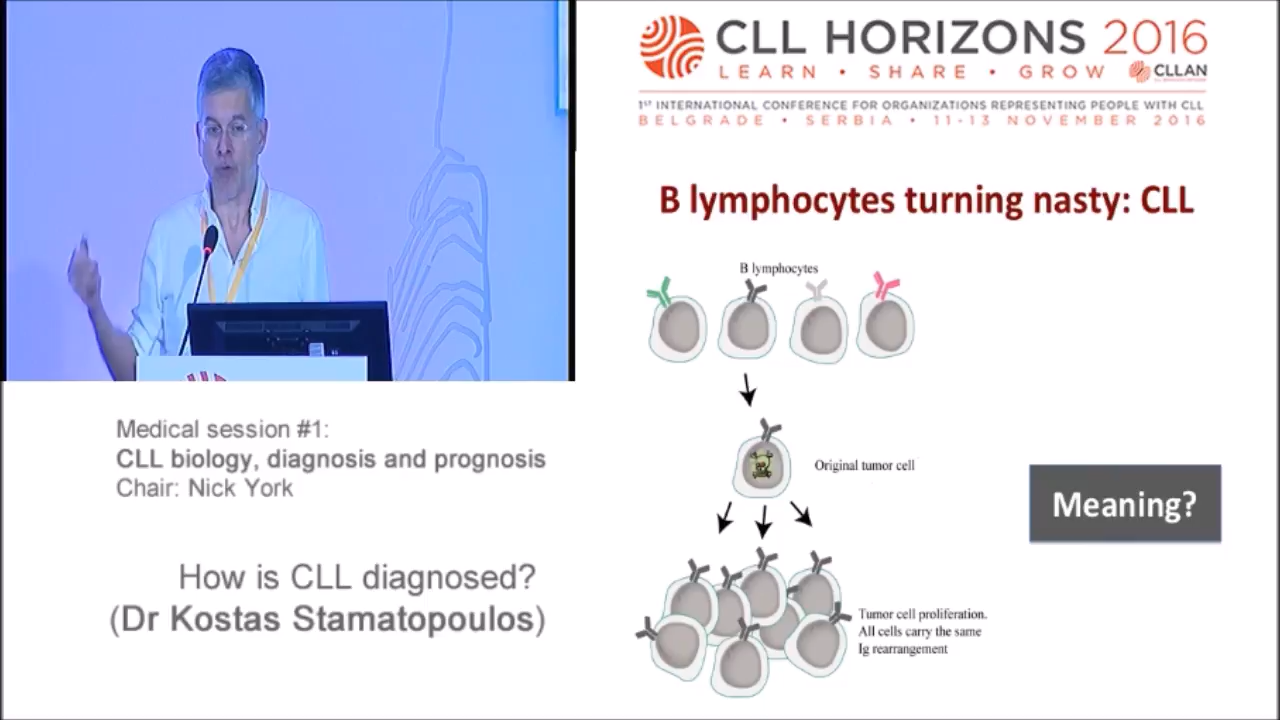 CLL HORIZONS 2016
LEARN • SHARE • GROW
CLLAN
1ST INTERNATIONAL CONFERENCE FOR ORGANIZATIONS REPRESENTING PEOPLE WITH CLL
BELGRADE • SERBIA • 11-13 NOVEMBER 2016
B lymphocytes turning nasty: CLL
B lymphocytes
Original tumor cell
Meaning?
Tumor cell proliferation.
All cells carry the same
Ig rearrangement
Medical session #1:
CLL biology, diagnosis and prognosis
Chair: Nick York
How is CLL diagnosed?
(Dr Kostas Stamatopoulos)